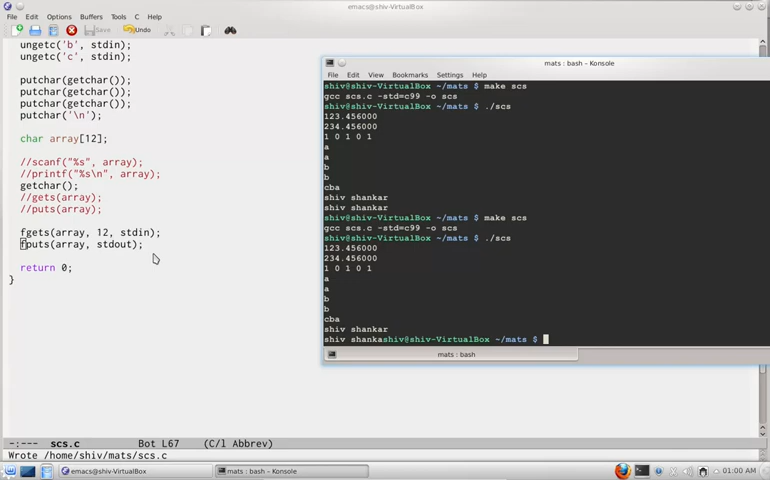 emacs@shiv-VirtualBox
File Edit Options Buffers Tools C Help
Save Undo
ungetc('b', stdin);
ungetc('c', stdin);
putchar(getchar());
putchar(getchar());
putchar(getchar());
putchar('\n');
char array[12];
//scanf("%s", array);
//printf("%s\n", array);
getchar();
//gets(array);
//puts(array);
fgets(array, 12, stdin);
fputs(array, stdout);
return 0;
}
-:--- scs.c Bot L67 (C/l Abbrev)
Wrote /home/shiv/mats/scs.c
mats : bash – Konsole
File Edit View Bookmarks Settings Help
shiv@shiv-VirtualBox ~/mats $ make scs
gcc scs.c -std=c99 -o scs
shiv@shiv-VirtualBox ~/mats $ ./scs
123.456000
234.456000
1 0 1 0 1
a
a
b
b
cba
shiv shankar
shiv shankar
shiv@shiv-VirtualBox ~/mats $ make scs
gcc scs.c -std=c99 -o scs
shiv@shiv-VirtualBox ~/mats $ ./scs
123.456000
234.456000
1 0 1 0 1
a
a
b
b
cba
shiv shankar
shiv shankashiv@shiv-VirtualBox ~/mats $
mats : bash
emacs@shiv-VirtualBox
mats : bash – Konsole
01:00 AM